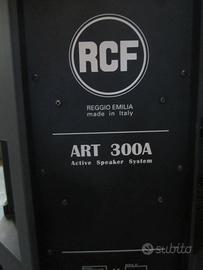 RCF
REGGIO EMILIA
made in Italy
ART 300A
Active Speaker System
subito